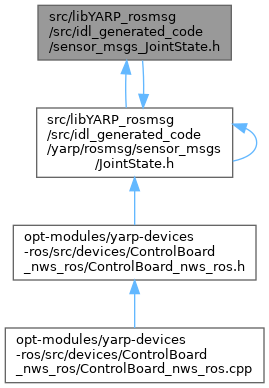 src/libYARP_rosmsg
/src/idl_generated_code
/sensor_msgs_JointState.h
src/libYARP_rosmsg
/src/idl_generated_code
/yarp/rosmsg/sensor_msgs
/JointState.h
opt-modules/yarp-devices
-ros/src/devices/ControlBoard
_nws_ros/ControlBoard_nws_ros.h
opt-modules/yarp-devices
-ros/src/devices/ControlBoard
_nws_ros/ControlBoard_nws_ros.cpp